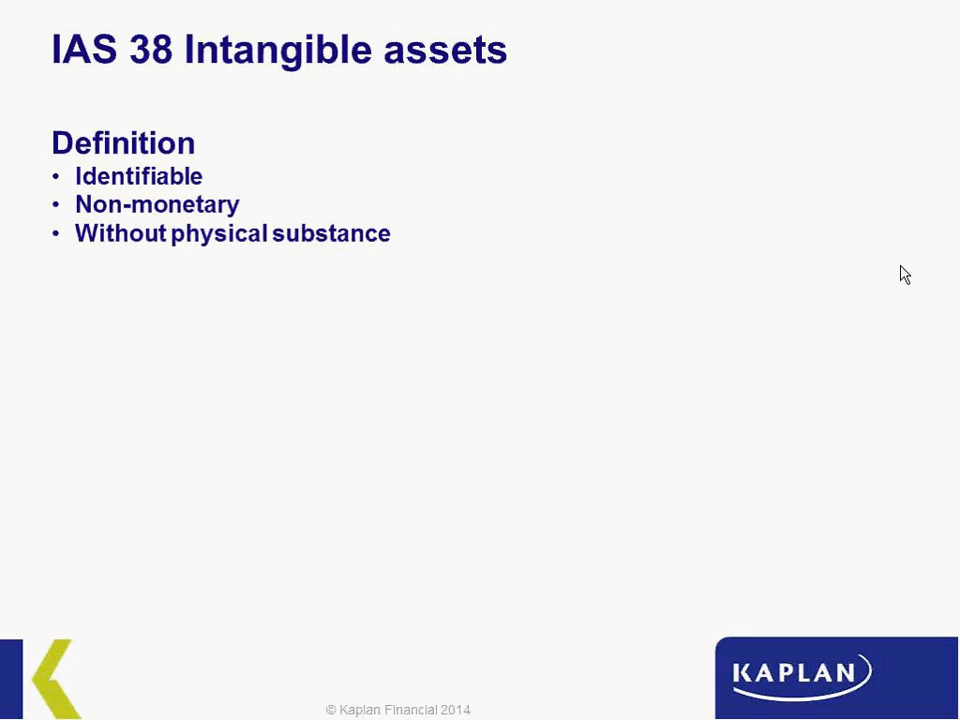 IAS 38 Intangible assets
Definition
• Identifiable
• Non-monetary
• Without physical substance
© Kaplan Financial 2014
KAPLAN